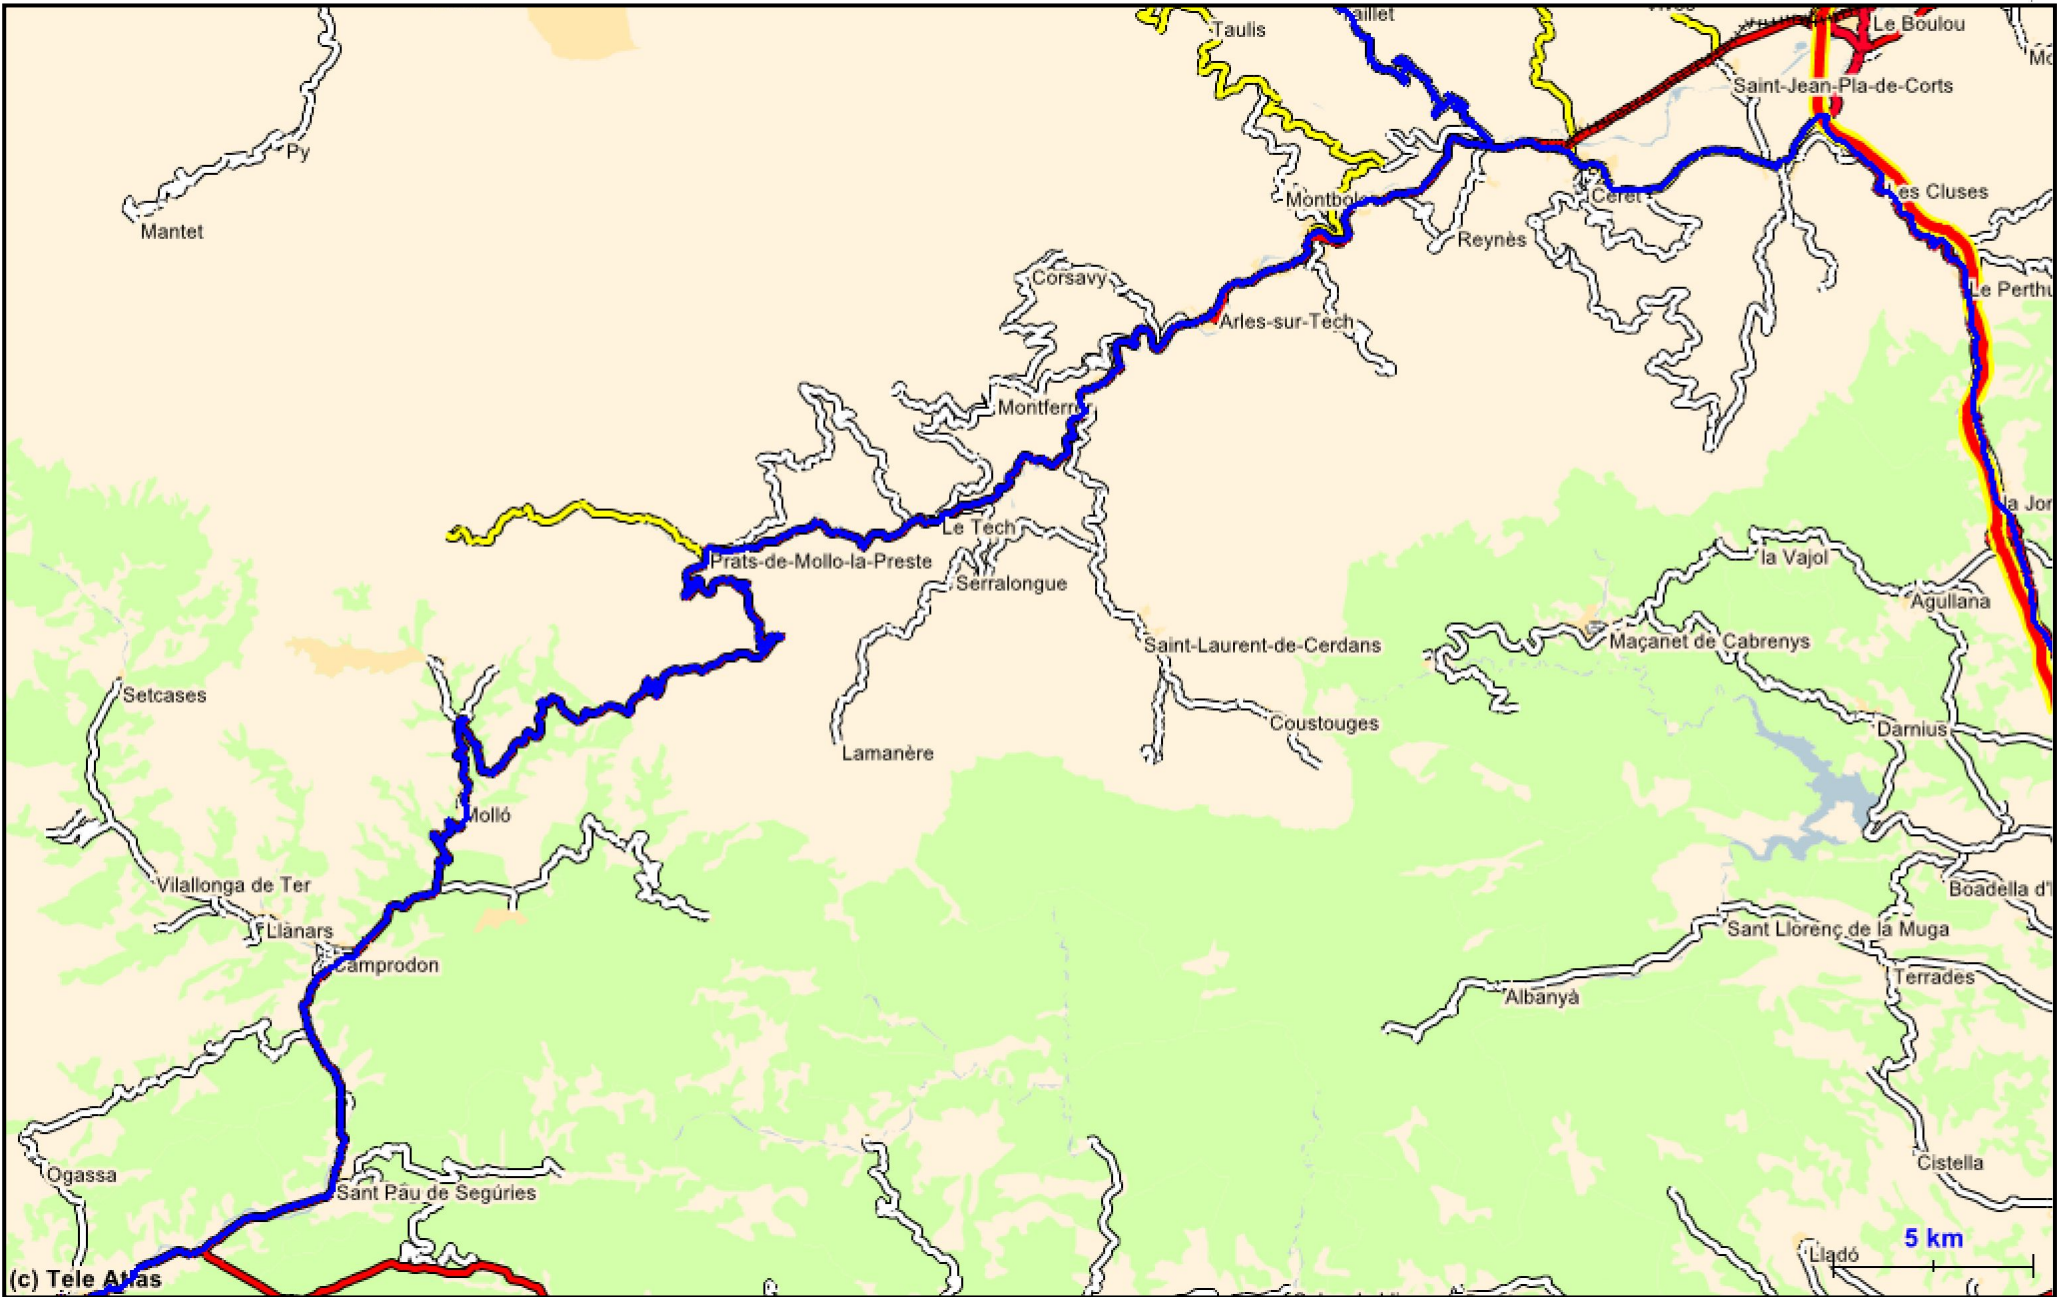 Taillet
Taulis
Le Boulou
Saint-Jean-Pla-de-Corts
Py
Mantet
Montbolo
Céret
Les Cluses
Reynès
Corsavy
Le Perthu
Arles-sur-Tech
Montferrer
la Jon
Le Tech
Prats-de-Mollo-la-Preste
la Vajol
Serralongue
Agullana
Saint-Laurent-de-Cerdans
Maçanet de Cabrenys
Setcases
Coustouges
Darnius
Lamanère
Molló
Vilallonga de Ter
Boadella d'
Llanars
Sant Llorenç de la Muga
Camprodon
Terrades
Albanyà
Cistella
Ogassa
Sant Pau de Segúries
5 km
Lladó
(c) Tele Atlas